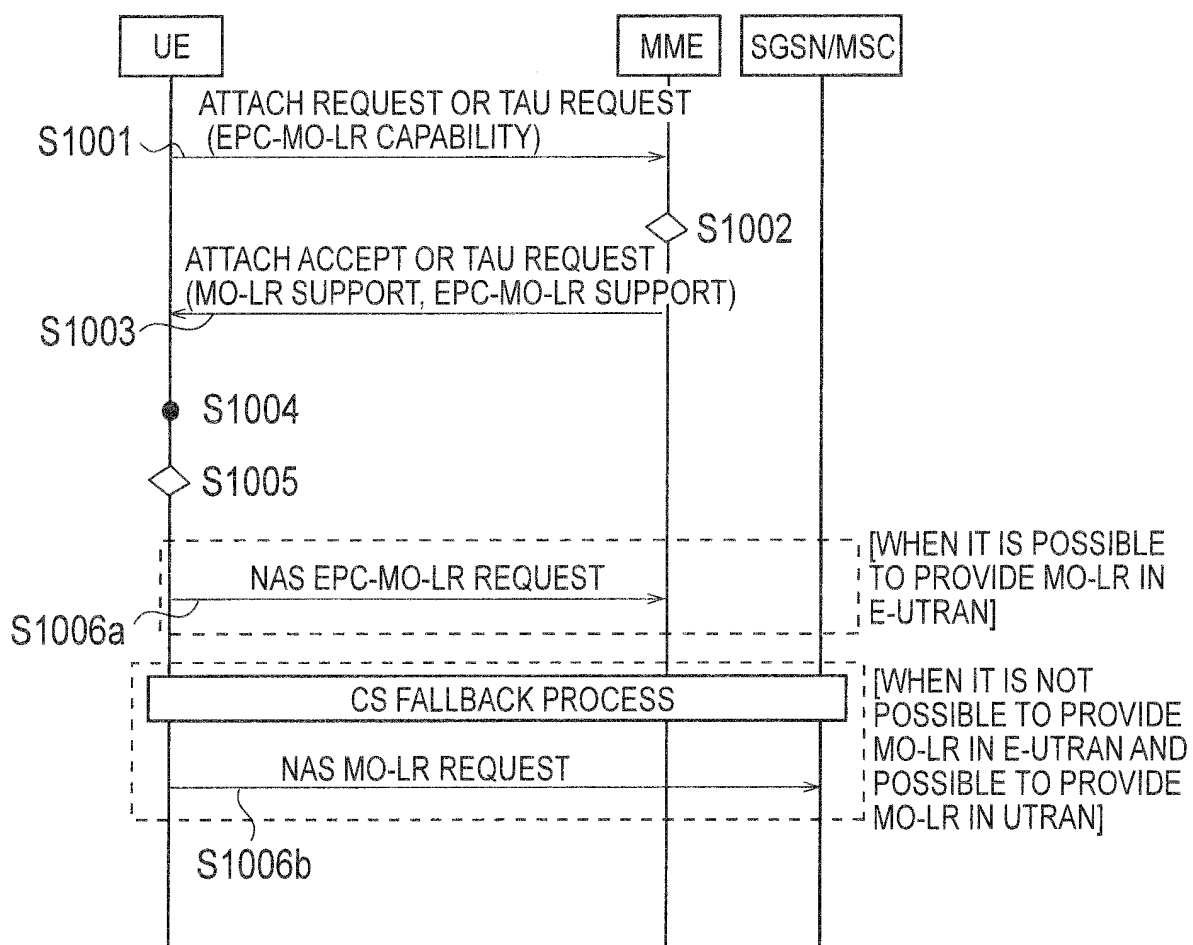 UE
MME
SGSN/MSC
ATTACH REQUEST OR TAU REQUEST
(EPC-MO-LR CAPABILITY)
S1001
S1002
ATTACH ACCEPT OR TAU REQUEST
(MO-LR SUPPORT, EPC-MO-LR SUPPORT)
S1003
S1004
S1005
[WHEN IT IS POSSIBLE
TO PROVIDE MO-LR IN
E-UTRAN]
NAS EPC-MO-LR REQUEST
S1006a
CS FALLBACK PROCESS
[WHEN IT IS NOT
POSSIBLE TO PROVIDE
MO-LR IN E-UTRAN AND
POSSIBLE TO PROVIDE
MO-LR IN UTRAN]
NAS MO-LR REQUEST
S1006b